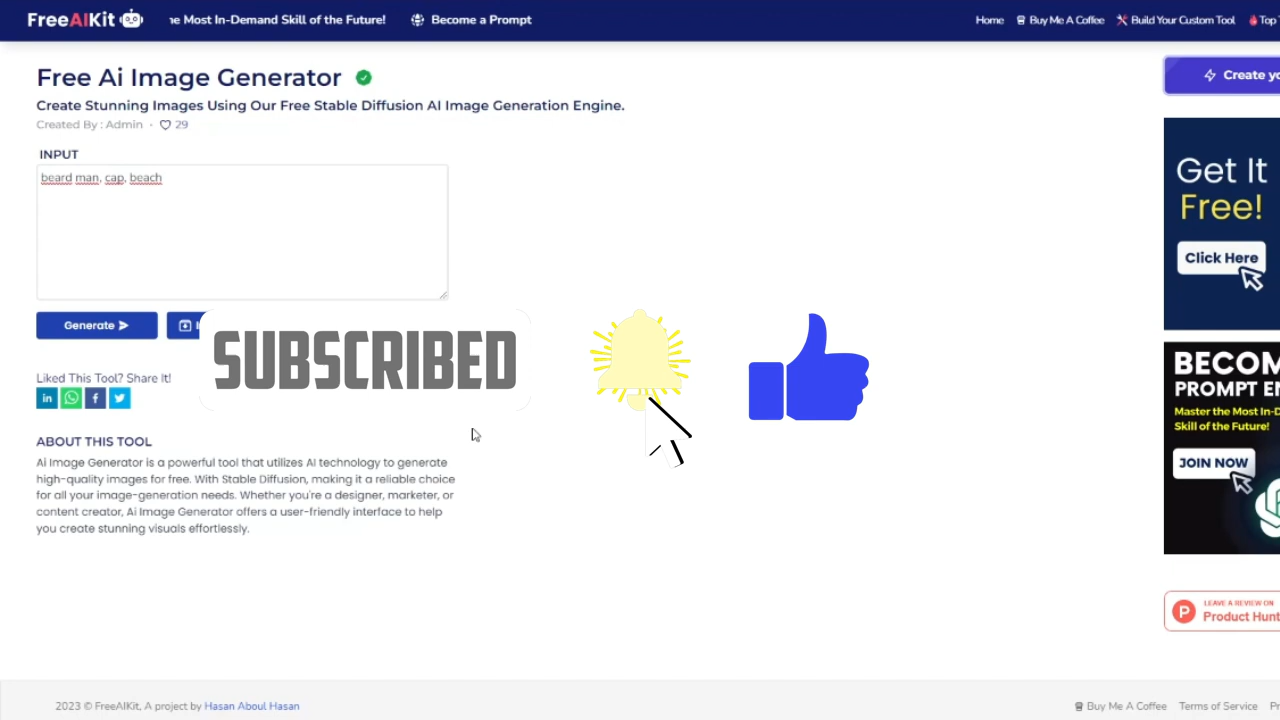 FreeAIKit
Most In-Demand Skill of the Future!
Become a Prompt
Home
Buy Me A Coffee
Build Your Custom Tool
Top
Free Ai Image Generator
Create Stunning Images Using Our Free Stable Diffusion AI Image Generation Engine.
Created By : Admin · 29
INPUT
beard man, cap, beach
Generate
SUBSCRIBED
Liked This Tool? Share It!
ABOUT THIS TOOL
Ai Image Generator is a powerful tool that utilizes AI technology to generate
high-quality images for free. With Stable Diffusion, making it a reliable choice
for all your image-generation needs. Whether you're a designer, marketer, or
content creator, Ai Image Generator offers a user-friendly interface to help
you create stunning visuals effortlessly.
Create
Get It
Free!
Click Here
PROMPT
Master the Most
Skill of the Future!
JOIN NOW
LEAVE A REVIEW ON
Product Hunt
2023 © FreeAIKit, A project by Hasan Aboul Hasan
Buy Me A Coffee
Terms of Service